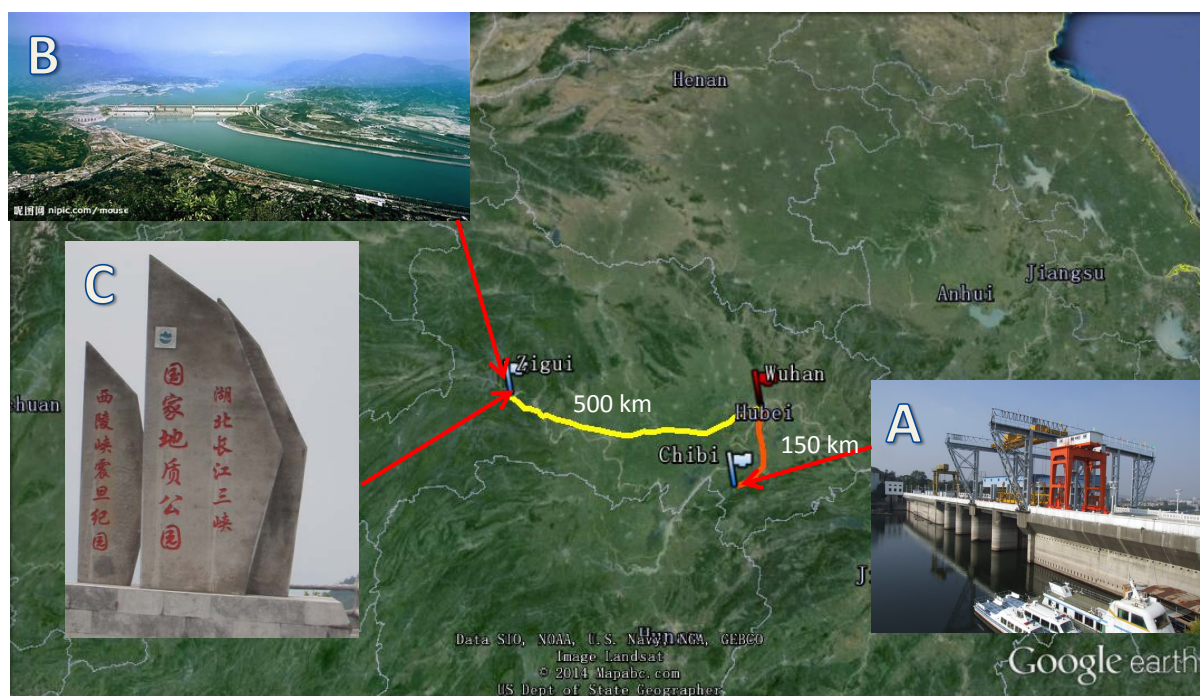 B
昵图网 nipic.com/mouse
Henan
Jiangsu
Anhui
C
湖北长江三峡
国家地质公园
西陵峡震旦纪园
Zigui
Wuhan
500 km
Hubei
A
150 km
Chibi
ehuan
Data SIO, NOAA, U.S. Navy, NGA, GEBCO
Image Landsat
© 2014 Mapabc.com
US Dept of State Geographer
Google earth